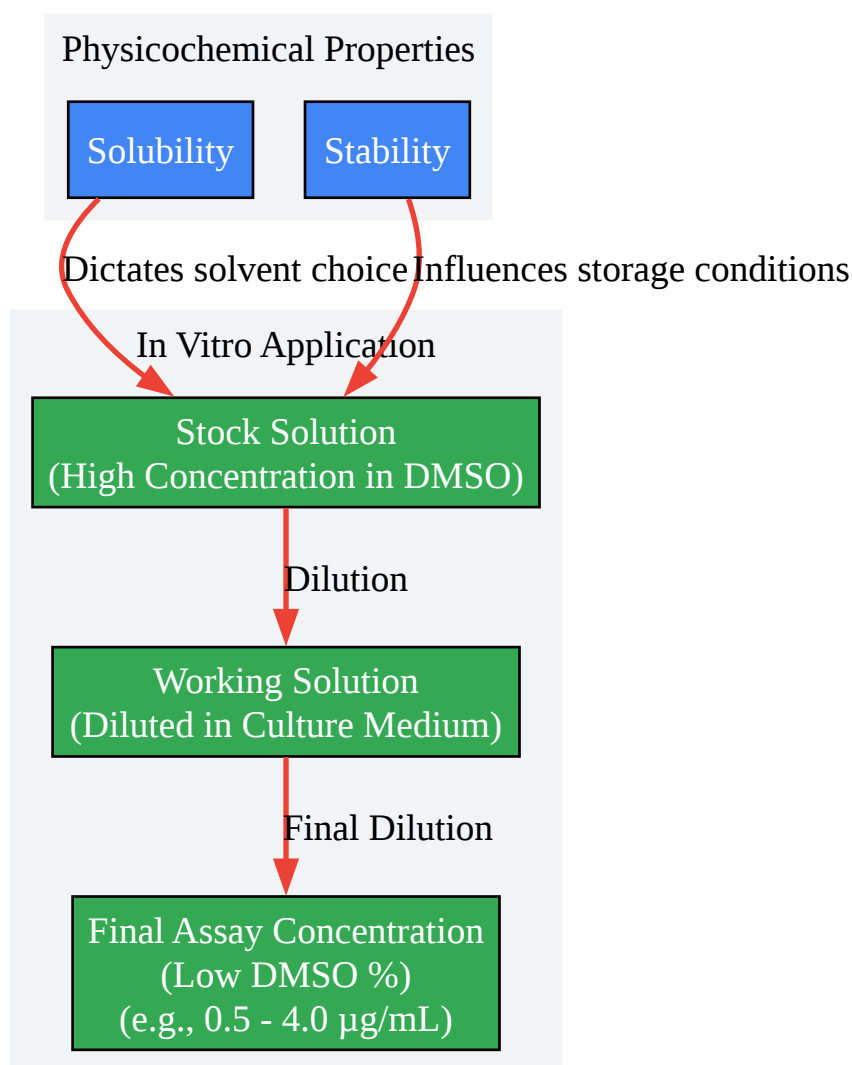 Physicochemical Properties
Solubility
Stability
Dictates solvent choice
Influences storage conditions
In Vitro Application
Stock Solution
(High Concentration in DMSO)
Dilution
Working Solution
(Diluted in Culture Medium)
Final Dilution
Final Assay Concentration
(Low DMSO %)
(e.g., 0.5 - 4.0 µg/mL)